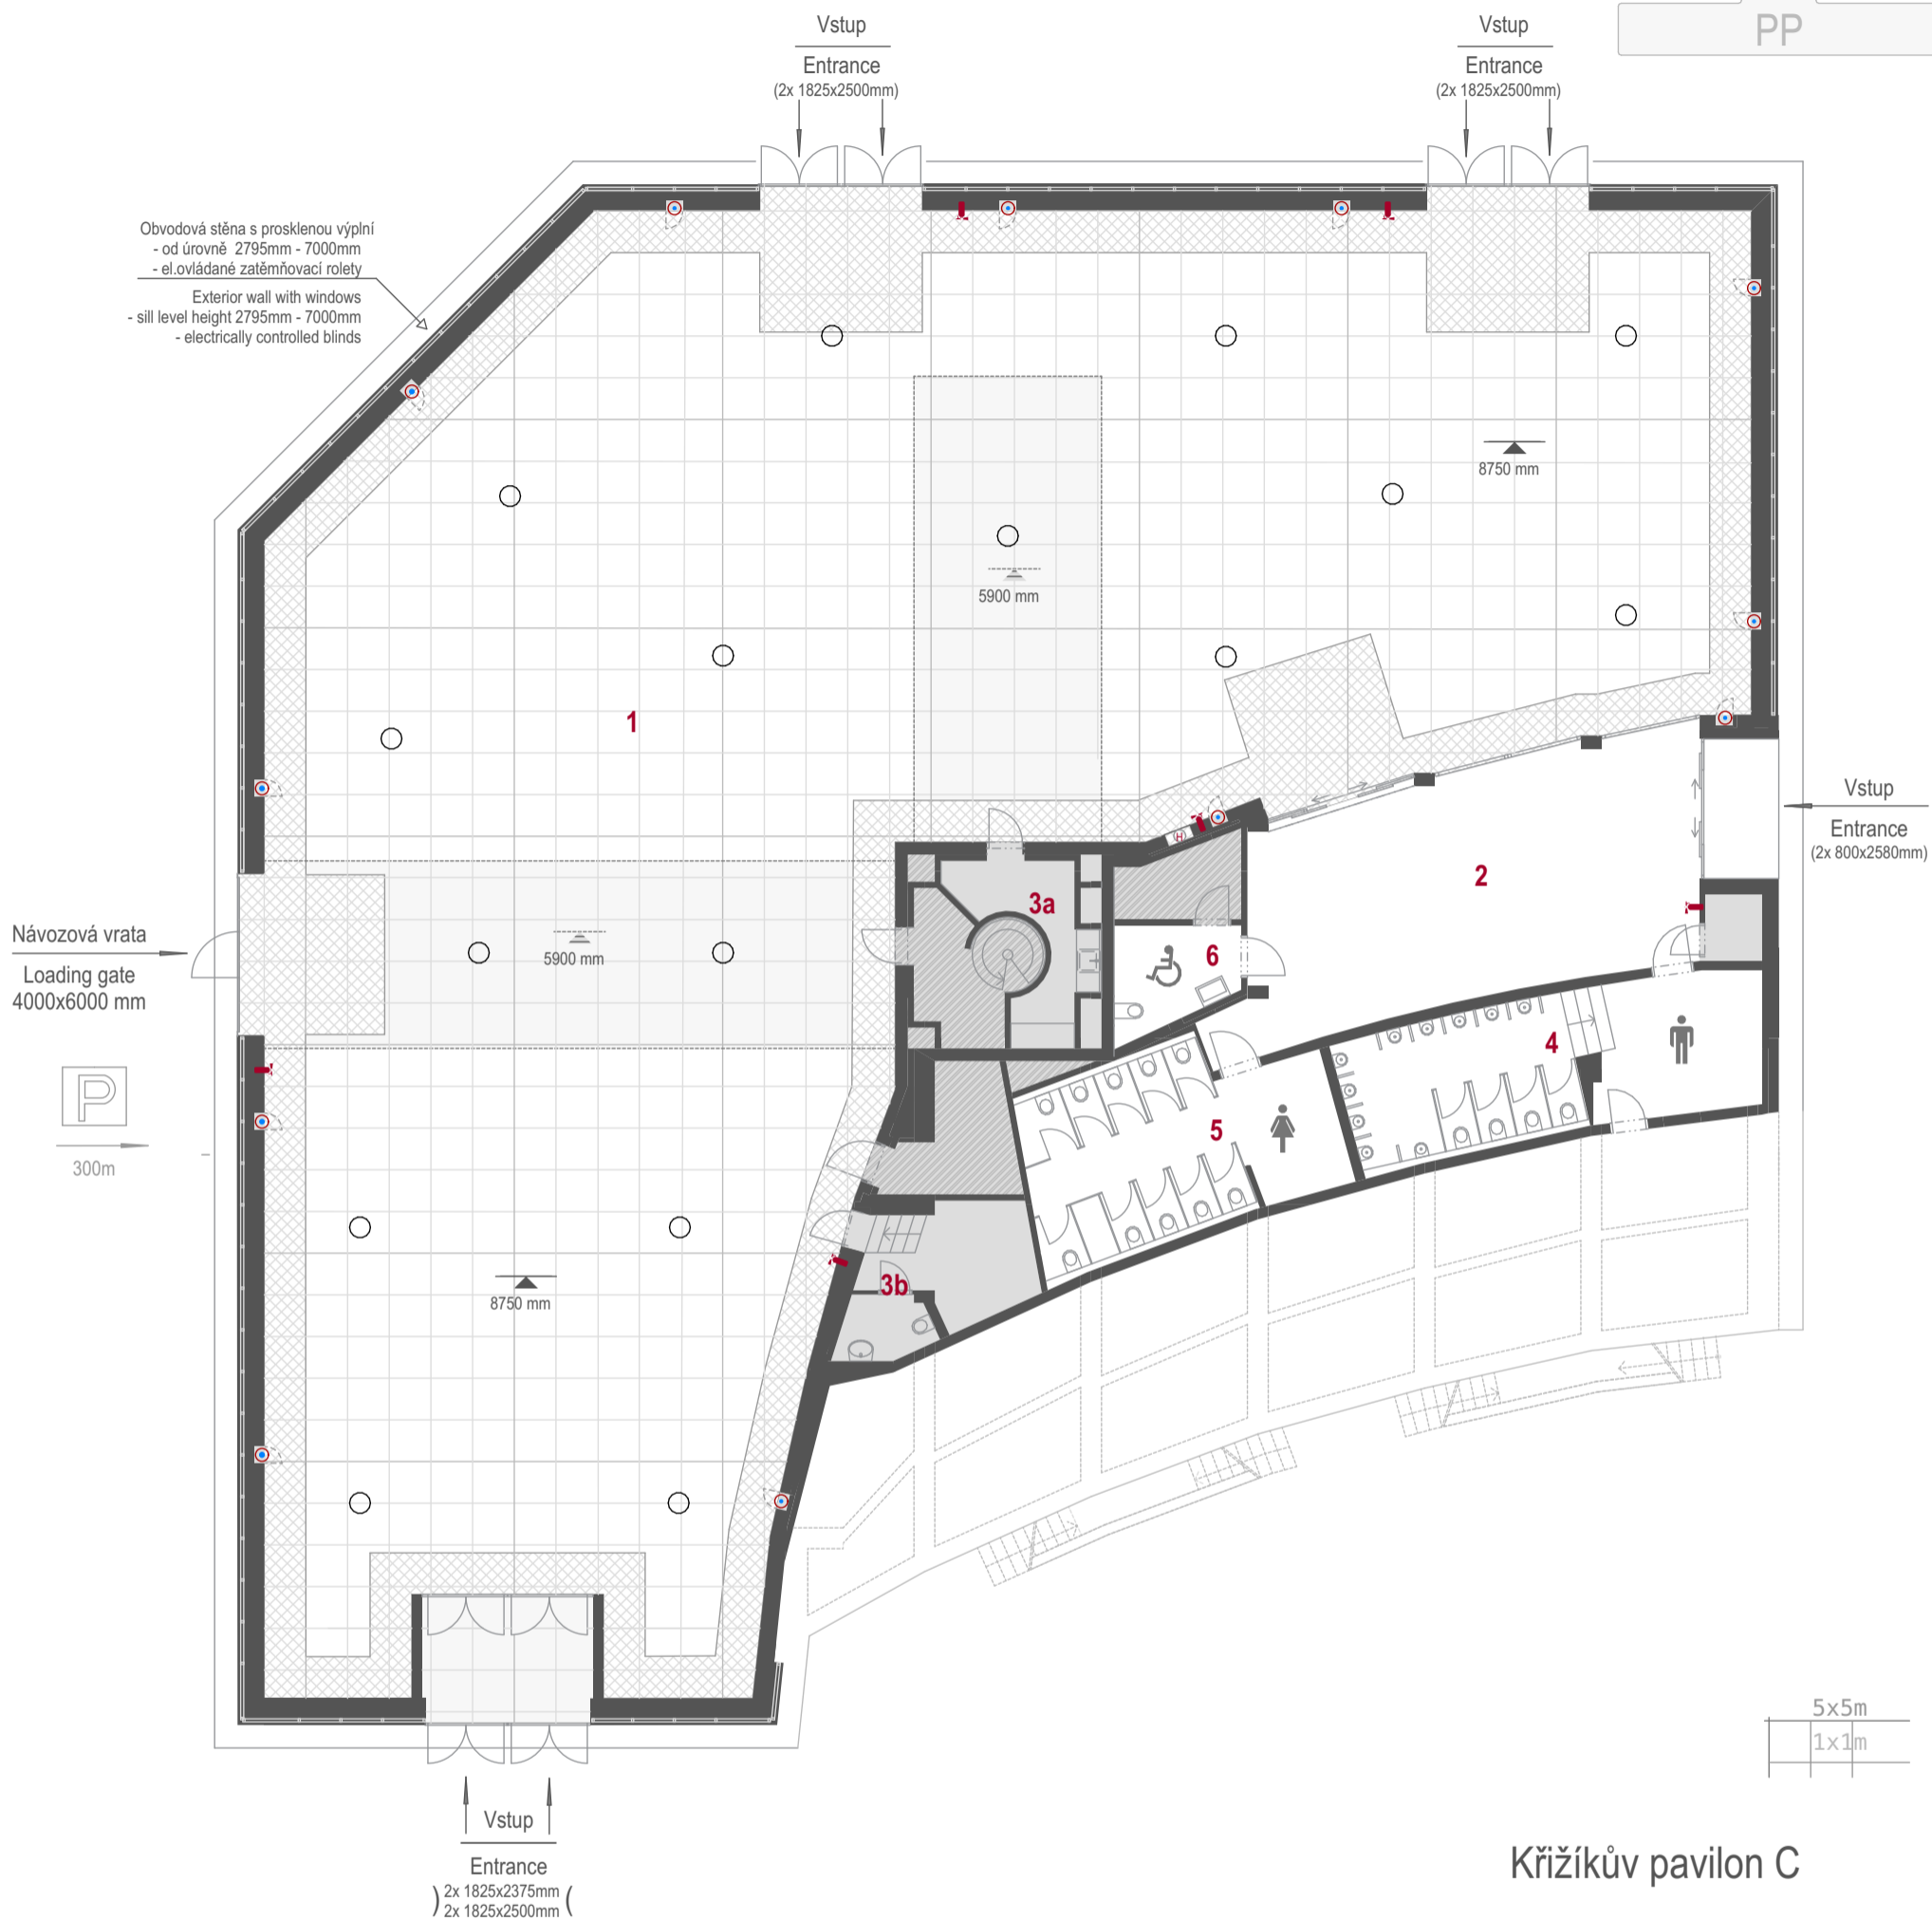 PP
Vstup
Entrance
(2x 1825x2500mm)
Vstup
Entrance
(2x 1825x2500mm)
Obvodová stěna s prosklenou výplní
- od úrovně 2795mm - 7000mm
- el.ovládané zatěmňovací rolety
Exterior wall with windows
- sill level height 2795mm - 7000mm
- electrically controlled blinds
8750 mm
5900 mm
1
Vstup
Entrance
(2x 800x2580mm)
2
3a
H
6
Návozová vrata
Loading gate
4000x6000 mm
5900 mm
4
P
300m
5
3b
8750 mm
5x5m
1x1m
Vstup
Entrance
) 2x 1825x2375mm (
2x 1825x2500mm
Křižíkův pavilon C